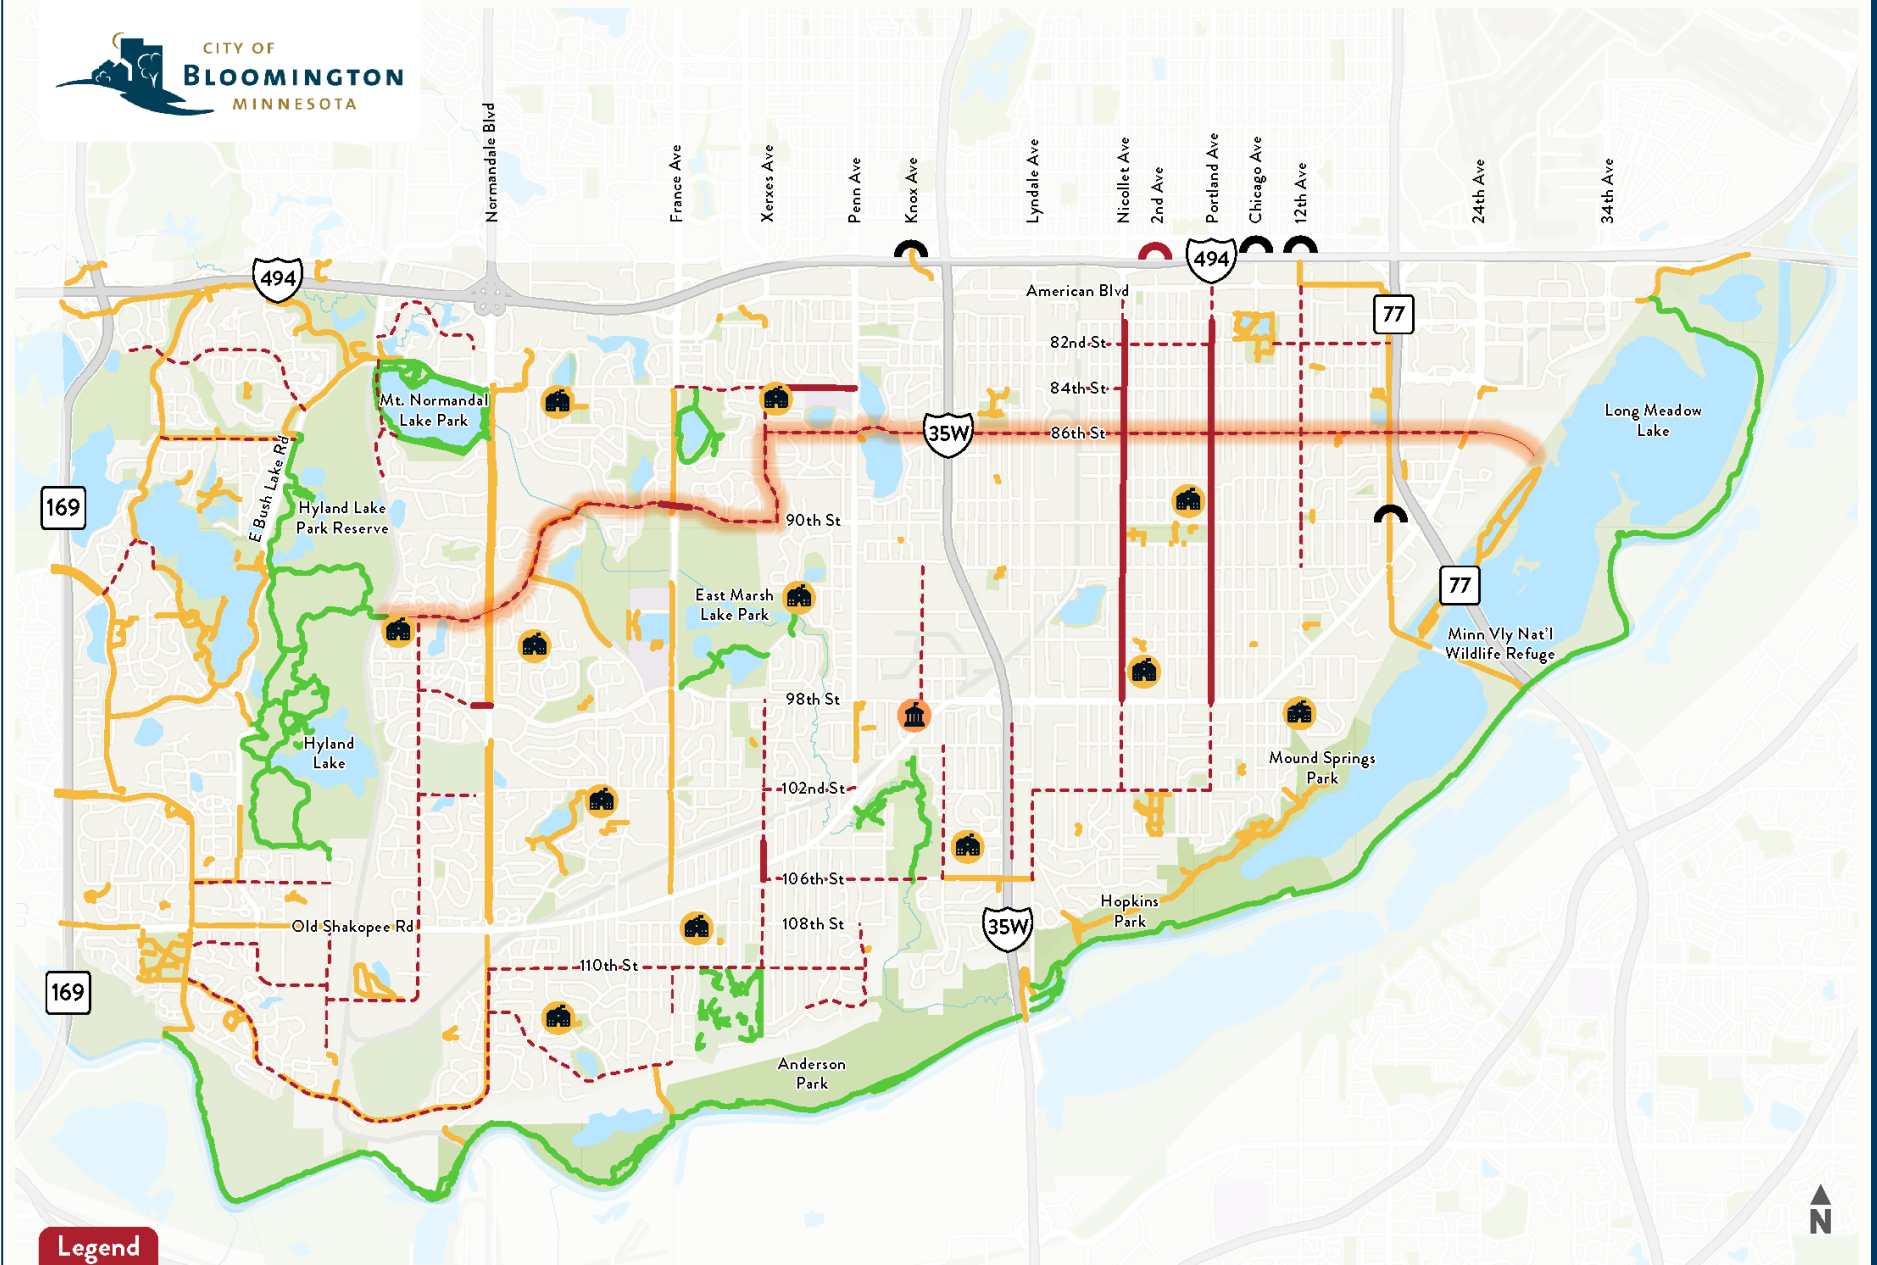 CITY OF
BLOOMINGTON
MINNESOTA
Normandale Blvd
France Ave
Xerxes Ave
Penn Ave
Knox Ave
Lyndale Ave
Nicollet Ave
2nd Ave
Portland Ave
Chicago Ave
12th Ave
24th Ave
34th Ave
494
494
American Blvd
77
82nd St
84th St
Mt. Normandal
Lake Park
Long Meadow
Lake
35W
86th St
E Bush Lake Rd
169
Hyland Lake
Park Reserve
90th St
77
East Marsh
Lake Park
Minn Vly Nat'l
Wildlife Refuge
98th St
Hyland
Lake
Mound Springs
Park
102nd St
106th St
Hopkins
Park
Old Shakopee Rd
108th St
35W
110th St
169
Anderson
Park
N
Legend